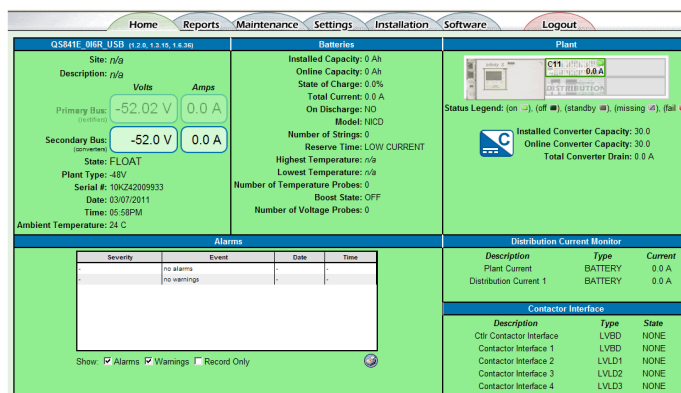 Home Reports Maintenance Settings Installation Software Logout
QS841E_0I6R_USB (1.2.0, 1.3.15, 1.6.36)
Site: n/a
Description: n/a
Volts Amps
Primary Bus: -52.02 V 0.0 A
(rectifiers)
Secondary Bus: -52.0 V 0.0 A
(converters)
State: FLOAT
Plant Type: -48V
Serial #: 10KZ42009933
Date: 03/07/2011
Time: 05:58PM
Ambient Temperature: 24 C
Batteries
Installed Capacity: 0 Ah
Online Capacity: 0 Ah
State of Charge: 0.0%
Total Current: 0.0 A
On Discharge: NO
Model: NICD
Number of Strings: 0
Reserve Time: LOW CURRENT
Highest Temperature: n/a
Lowest Temperature: n/a
Number of Temperature Probes: 0
Boost State: OFF
Number of Voltage Probes: 0
Plant
C11
0.0 A
DISTRIBUTION
Status Legend: (on ), (off ), (standby ), (missing ), (fail
C
Installed Converter Capacity: 30.0
Online Converter Capacity: 30.0
Total Converter Drain: 0.0 A
Alarms
Severity Event Date Time
- no alarms - -
- no warnings - -
Show: Alarms Warnings Record Only
Distribution Current Monitor
Description Type Current
Plant Current BATTERY 0.0 A
Distribution Current 1 BATTERY 0.0 A
Contactor Interface
Description Type State
Ctlr Contactor Interface LVBD NONE
Contactor Interface 1 LVBD NONE
Contactor Interface 2 LVLD1 NONE
Contactor Interface 3 LVLD2 NONE
Contactor Interface 4 LVLD3 NONE